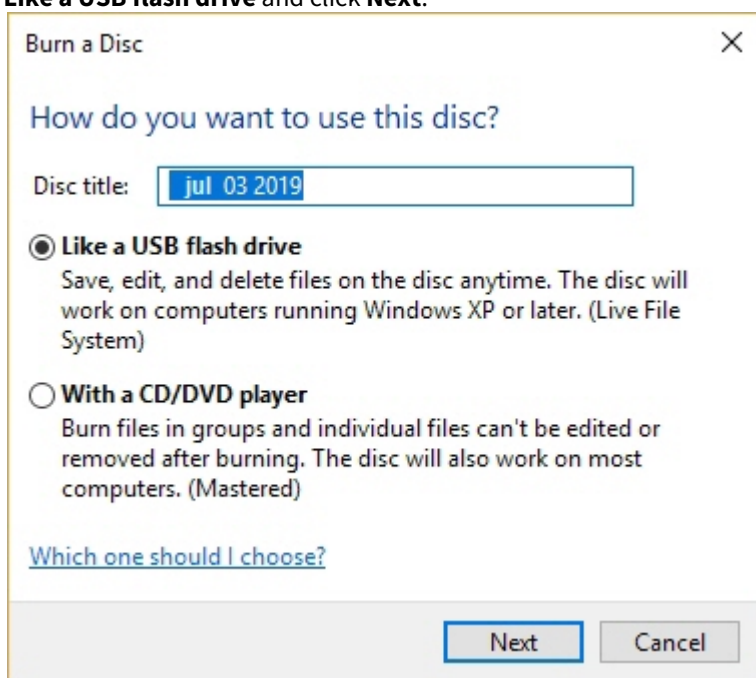 Like a USB flash drive and click Next.
Burn a Disc
How do you want to use this disc?
Disc title: jul 03 2019
Like a USB flash drive
Save, edit, and delete files on the disc anytime. The disc will
work on computers running Windows XP or later. (Live File
System)
With a CD/DVD player
Burn files in groups and individual files can't be edited or
removed after burning. The disc will also work on most
computers. (Mastered)
Which one should I choose?
Next Cancel